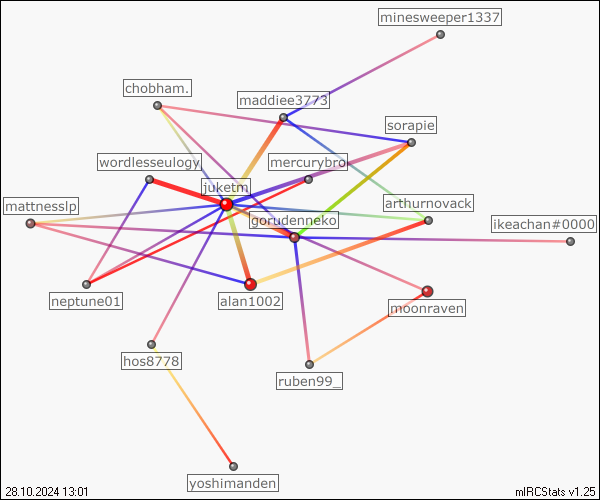 minesweeper1337
chobham.
maddiee3773
sorapie
wordlesseulogy
mercurybro
juketm
mattnesslp
arthurnovack
gorudenneko
ikeachan#0000
neptune01
alan1002
moonraven
hos8778
ruben99_
yoshimanden
28.10.2024 13:01
mIRCStats v1.25